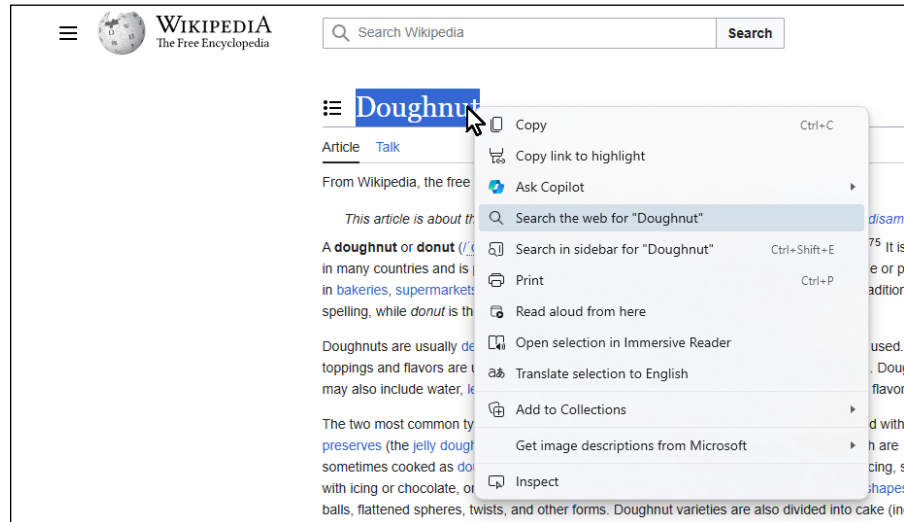 WIKIPEDIA
The Free Encyclopedia
Search Wikipedia
Search
Doughnut
Article Talk
From Wikipedia, the free
This article is about
A doughnut or donut
75 It is
in many countries and is
e or
in bakeries, supermarkets
spelling, while donut is
Doughnuts are usually
used.
toppings and flavors are
may also include water,
The two most common
d with
preserves (the jelly
h are
sometimes cooked as
with icing or chocolate,
balls, flattened spheres, twists, and other forms. Doughnut varieties are also divided into cake
Copy Ctrl+C
Copy link to highlight
Ask Copilot
Search the web for "Doughnut"
Search in sidebar for "Doughnut" Ctrl+Shift+E
Print Ctrl+P
Read aloud from here
Open selection in Immersive Reader
Translate selection to English
Add to Collections
Get image descriptions from Microsoft
Inspect